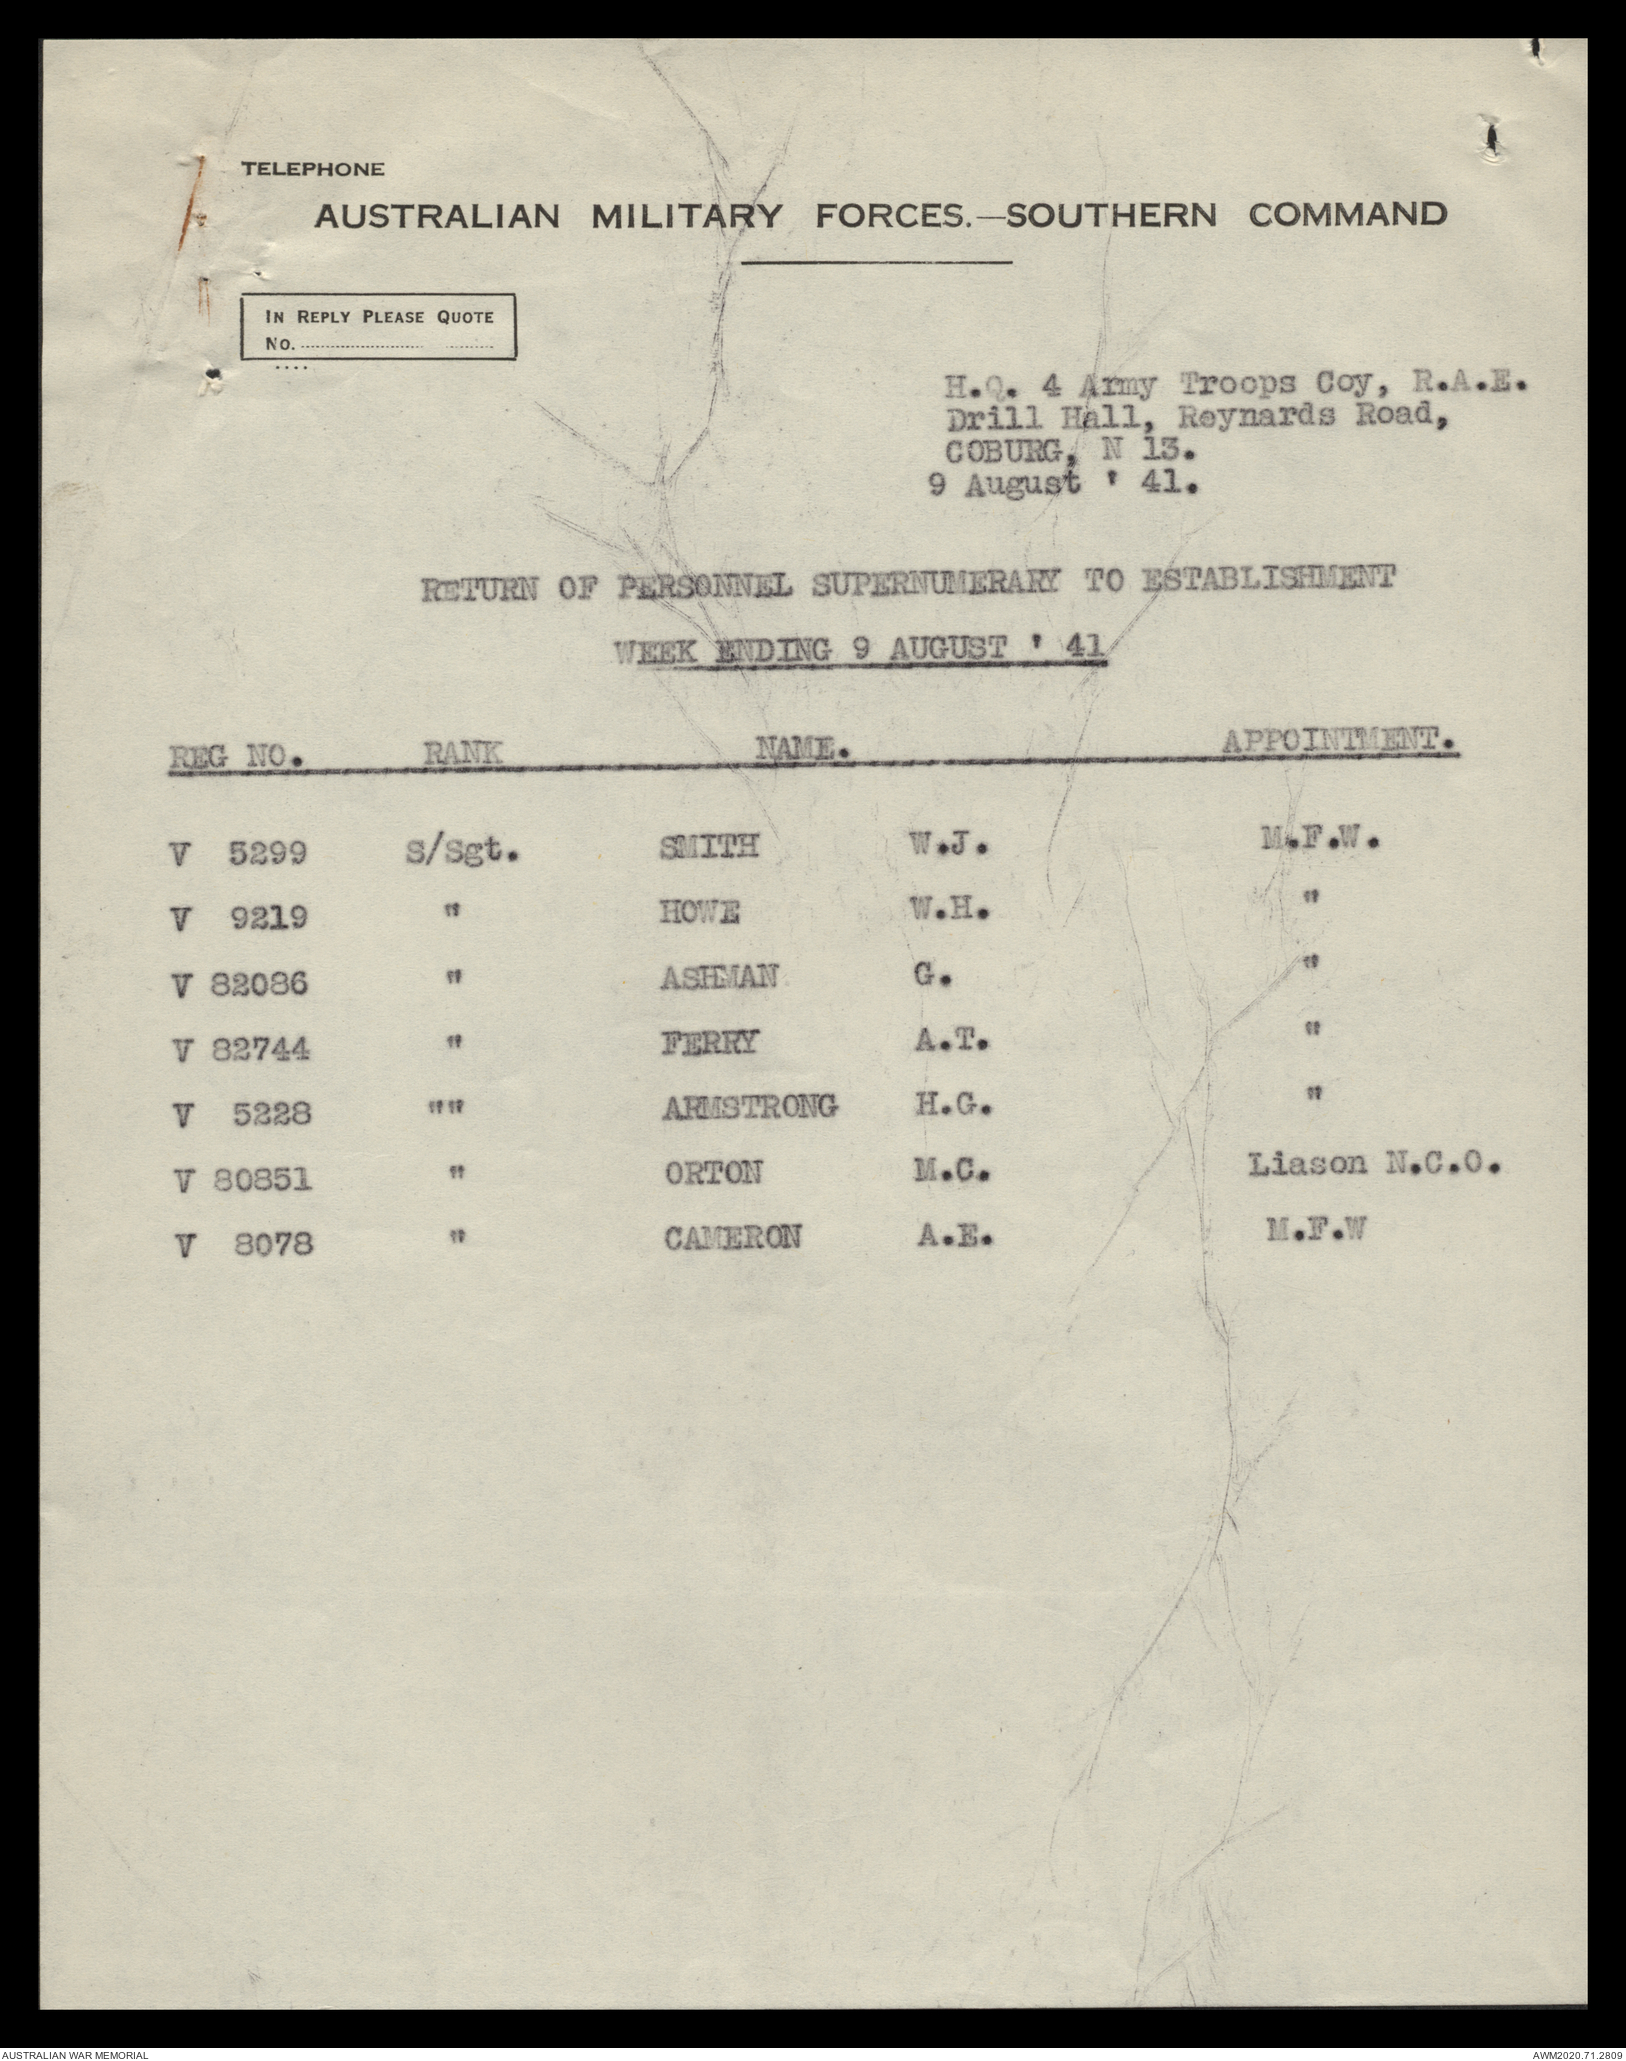 TELEPHONE
AUSTRALIAN MILITARY FORCES.—SOUTHERN COMMAND
IN REPLY PLEASE QUOTE
No. ........................ ..........
....
H.Q. 4 Army Troops Coy, R.A.E.
Drill Hall, Reynards Road,
COBURG, N 13.
9 August ' 41.
RETURN OF PERSONNEL SUPERNUMERARY TO ESTABLISHMENT
WEEK ENDING 9 AUGUST ' 41
REG NO. RANK NAME. APPOINTMENT.
V 5299 S/Sgt. SMITH W.J. M.F.W.
V 9219 " HOWE W.H. "
V 82086 " ASHMAN G. "
V 82744 " FERRY A.T. "
V 5228 "" ARMSTRONG H.G. "
V 80851 " ORTON M.C. Liason N.C.O.
V 8078 " CAMERON A.E. M.F.W
AUSTRALIAN WAR MEMORIAL AWM2020.71.2809